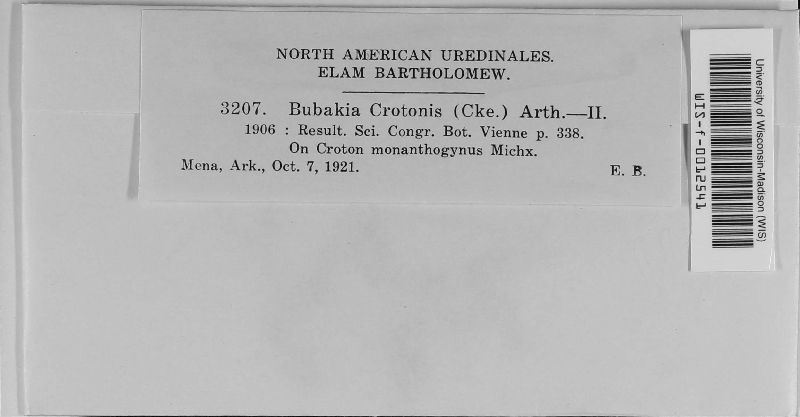 NORTH AMERICAN UREDINALES.
ELAM BARTHOLOMEW.
3207. Bubakia Crotonis (Cke.) Arth.—II.
1906 : Result. Sci. Congr. Bot. Vienne p. 338.
On Croton monanthogynus Michx.
Mena, Ark., Oct. 7, 1921. E. B.
University of Wisconsin-Madison (WIS)
WIS-f-0012541